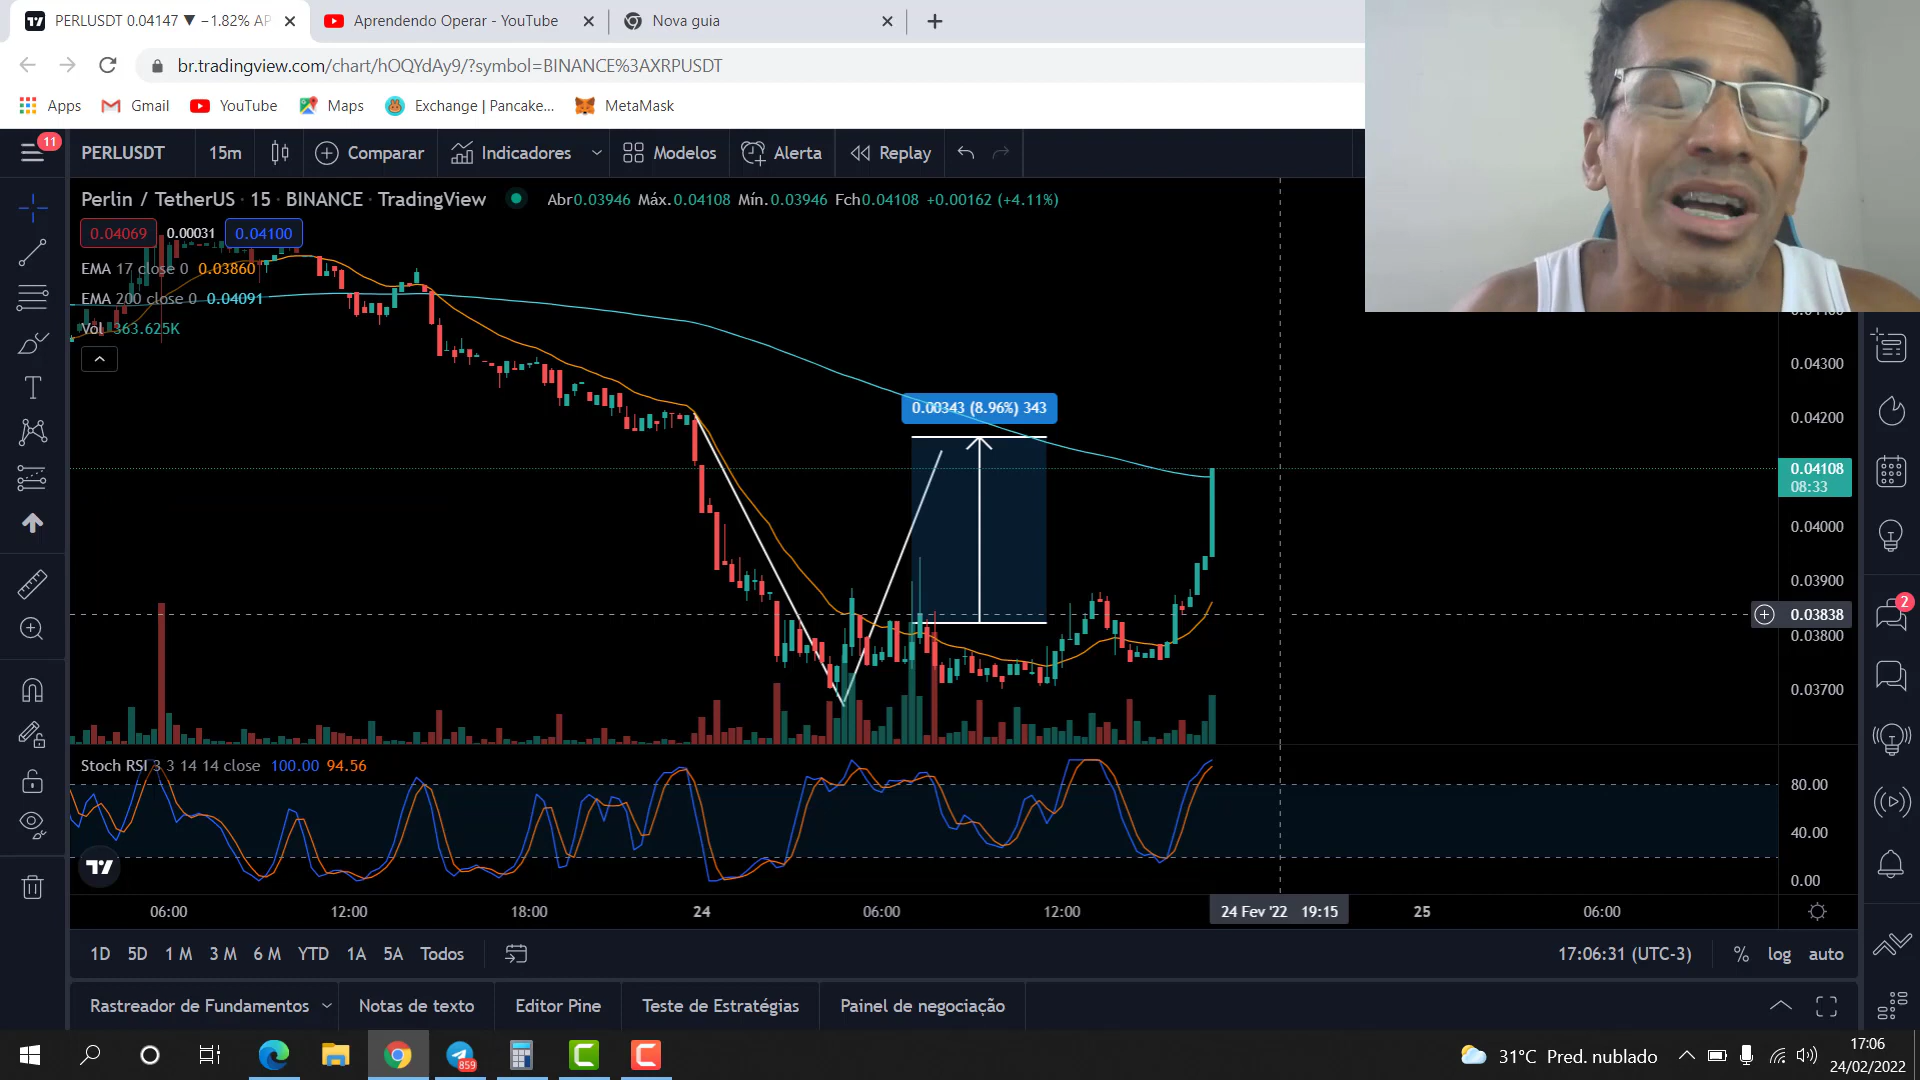 PERLUSDT 0.04147 ▼ −1.82% AP
Aprendendo Operar - YouTube
Nova guia
br.tradingview.com/chart/hOQYdAy9/?symbol=BINANCE%3AXRPUSDT
Apps Gmail YouTube Maps Exchange | Pancake... MetaMask
11
PERLUSDT 15m Comparar Indicadores Modelos Alerta Replay
Perlin / TetherUS · 15 · BINANCE · TradingView Abr0.03946 Máx.0.04108 Mín.0.03946 Fch0.04108 +0.00162 (+4.11%)
0.04069 0.00031 0.04100
EMA 17 close 0 0.03860
EMA 200 close 0 0.04091
Vol 363.625K
0.00343 (8.96%) 343
0.04300
0.04200
0.04108
08:33
0.04000
0.03900
0.03838
0.03800
0.03700
2
Stoch RSI 3 3 14 14 close 100.00 94.56
80.00
40.00
0.00
06:00 12:00 18:00 24 06:00 12:00 24 Fev '22 19:15 25 06:00
1D 5D 1 M 3 M 6 M YTD 1A 5A Todos 17:06:31 (UTC-3) % log auto
Rastreador de Fundamentos Notas de texto Editor Pine Teste de Estratégias Painel de negociação
859
31°C Pred. nublado
17:06
24/02/2022